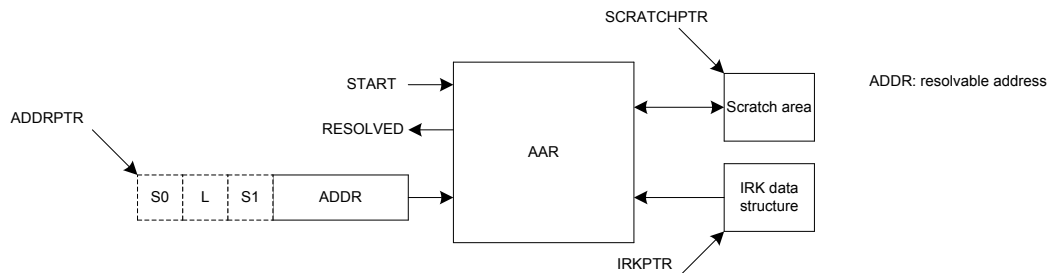 SCRATCHPTR
START
ADDR: resolvable address
Scratch area
ADDRPTR
RESOLVED
AAR
S0 L S1 ADDR
IRK data
structure
IRKPTR